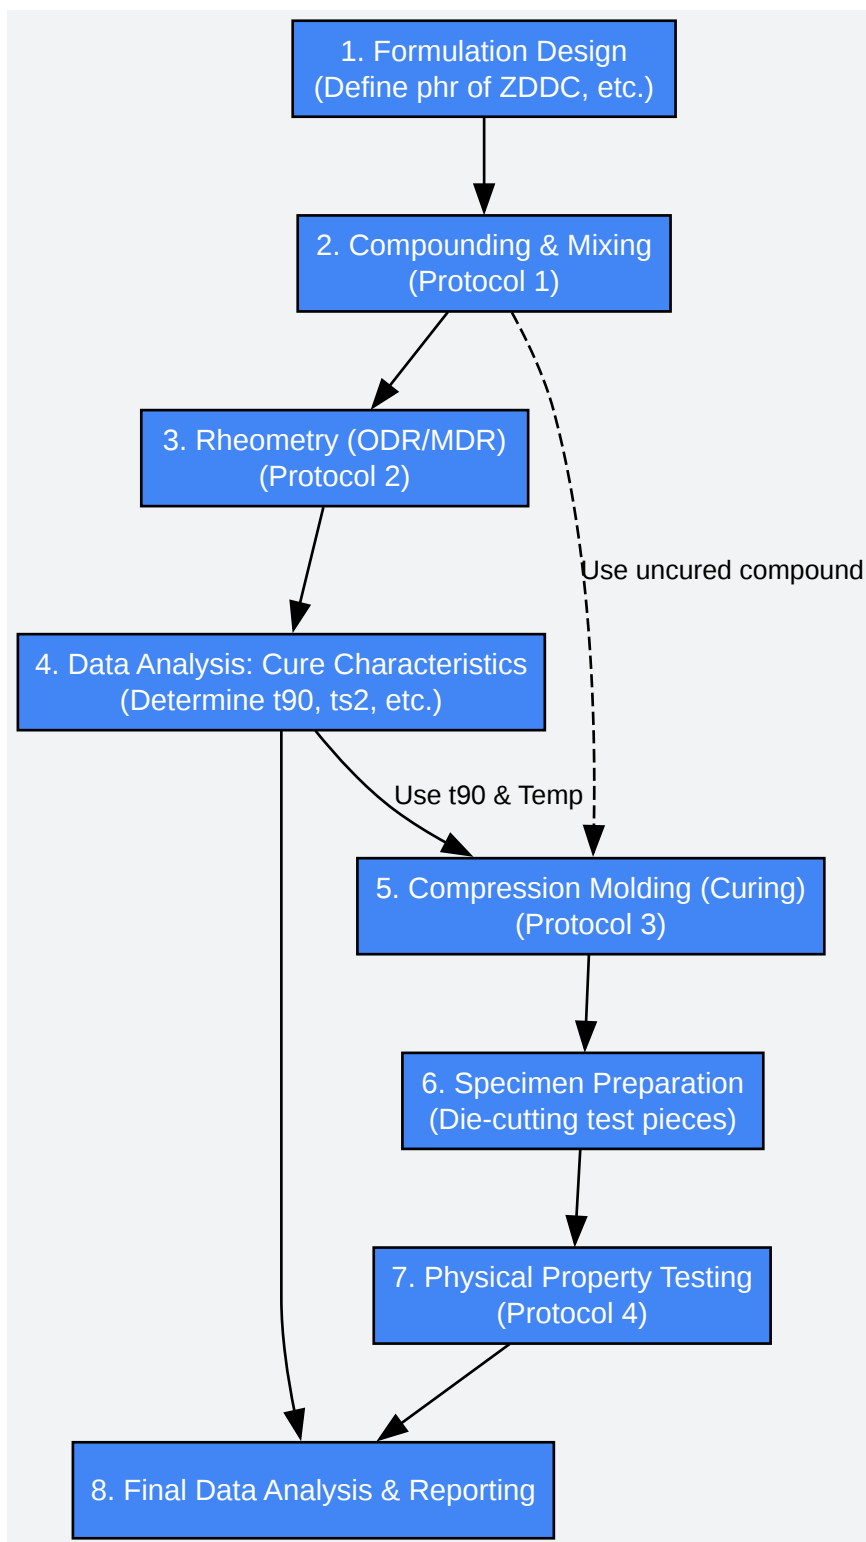 1. Formulation Design
(Define phr of ZDDC, etc.)
2. Compounding & Mixing
(Protocol 1)
3. Rheometry (ODR/MDR)
(Protocol 2)
Use uncured compound
4. Data Analysis: Cure Characteristics
(Determine t90, ts2, etc.)
Use t90 & Temp
5. Compression Molding (Curing)
(Protocol 3)
6. Specimen Preparation
(Die-cutting test pieces)
7. Physical Property Testing
(Protocol 4)
8. Final Data Analysis & Reporting